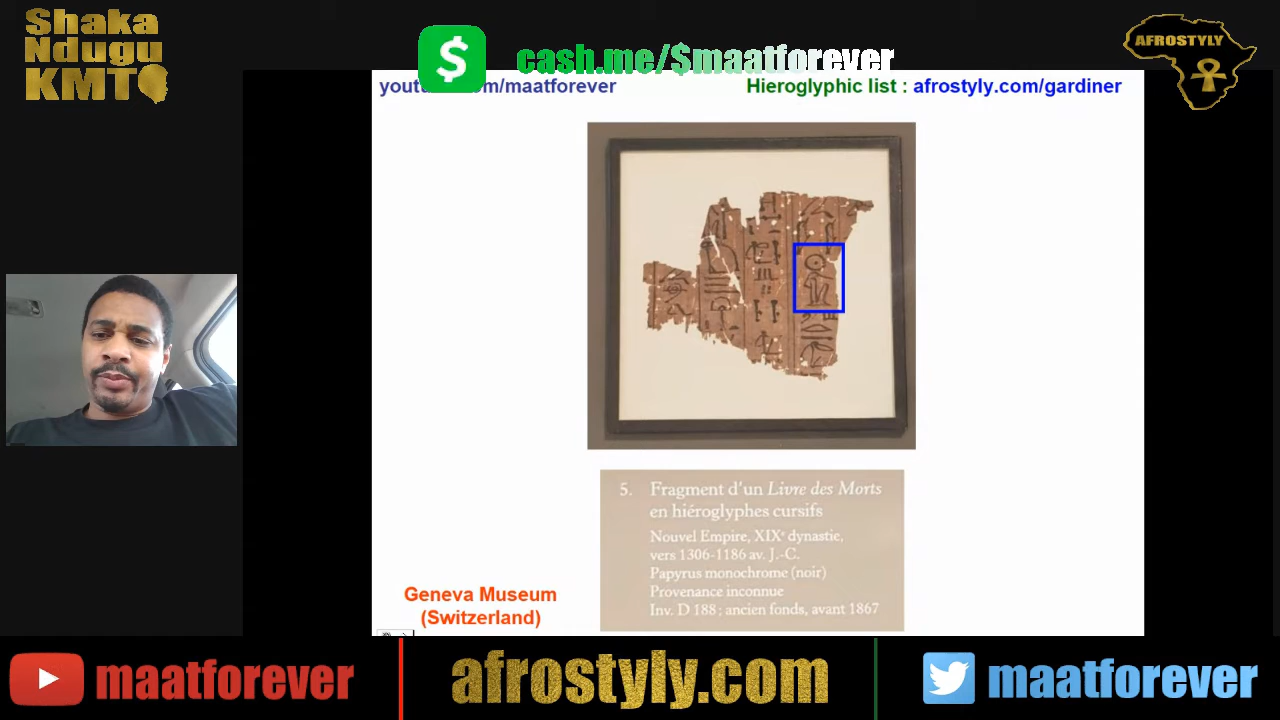 Shaka
Ndugu
KMT
cash.me/$maatforever
AFROSTYLY
/maatforever
Hieroglyphic list : afrostyly.com/gardiner
5. Fragment d'un Livre des Morts
en hiéroglyphes cursifs
Nouvel Empire, XIXe dynastie,
vers 1306-1186 av. J.-C.
Papyrus monochrome (noir)
Provenance inconnue
Inv. D 188 ; ancien fonds, avant 1867
Geneva Museum
(Switzerland)
maatforever
afrostyly.com
maatforever